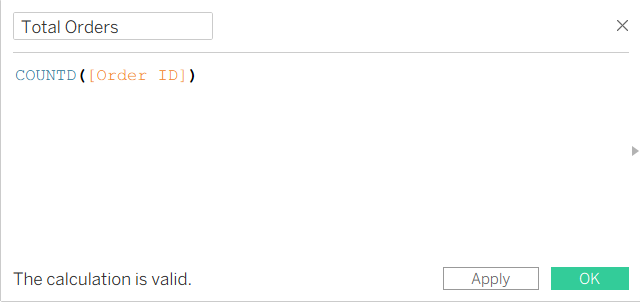 Total Orders
COUNTD([Order ID])
The calculation is valid.
Apply
OK